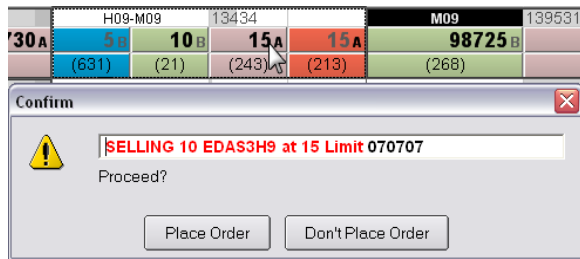 H09-M09 13434 M09 139531
730A 5B 10B 15A 15A 98725B
(631) (21) (243) (213) (268)
Confirm
SELLING 10 EDAS3H9 at 15 Limit 070707
Proceed?
Place Order Don't Place Order